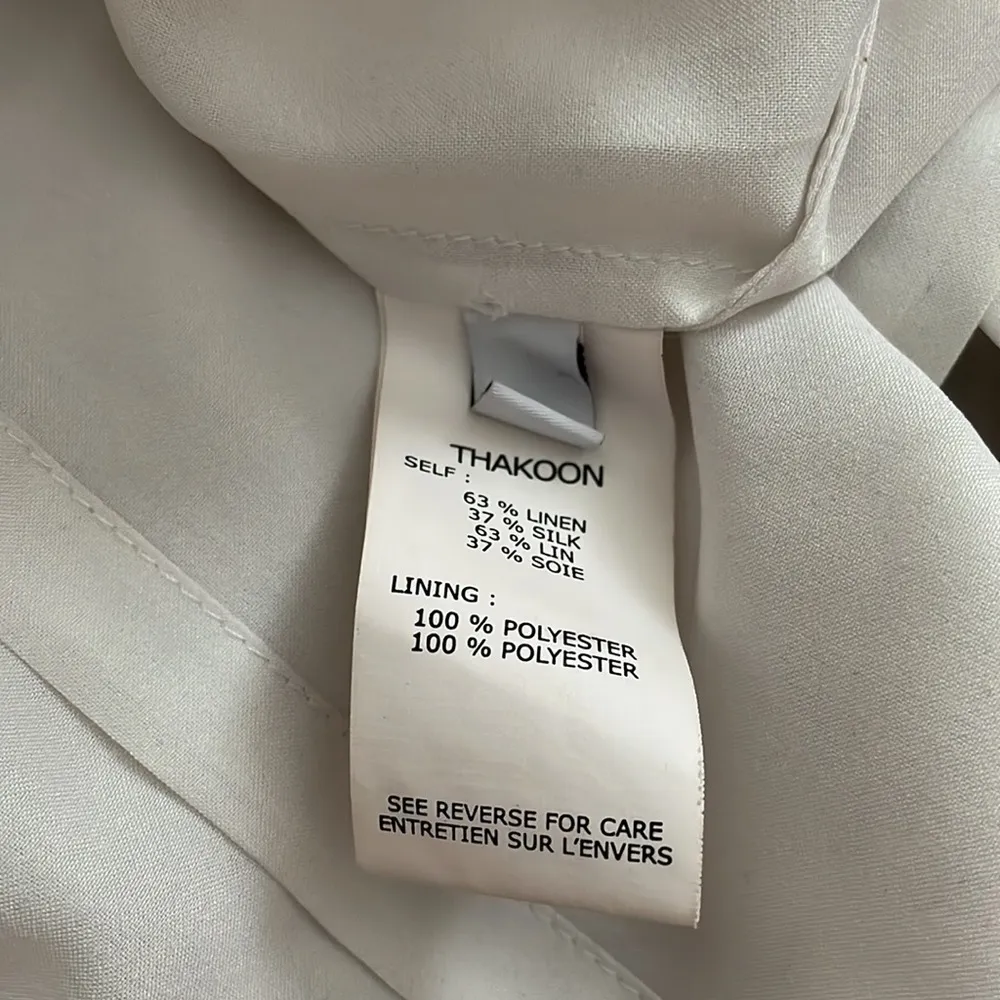 THAKOON
SELF :
63 % LINEN
37 % SILK
63 % LIN
37 % SOIE
LINING :
100 % POLYESTER
100 % POLYESTER
SEE REVERSE FOR CARE
ENTRETIEN SUR L'ENVERS